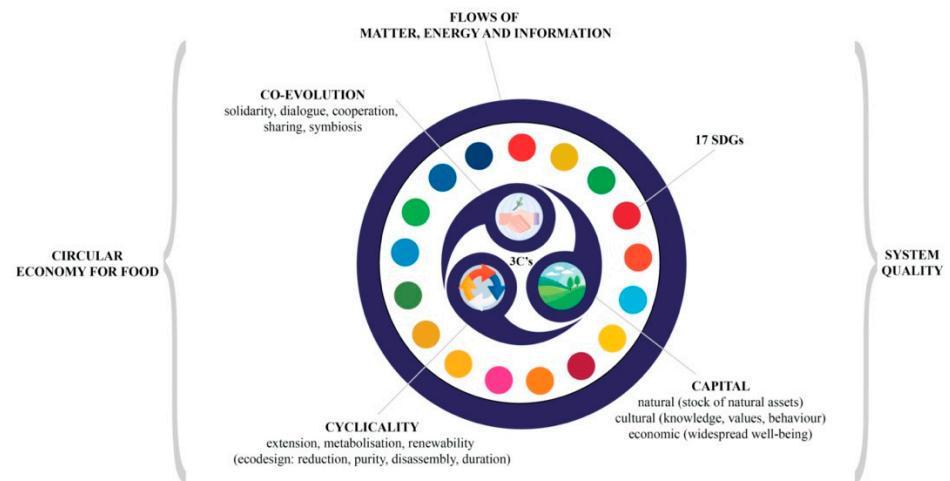 FLOWS OF
MATTER, ENERGY AND INFORMATION
CO-EVOLUTION
solidarity, dialogue, cooperation,
sharing, symbiosis
17 SDGs
CIRCULAR
ECONOMY FOR FOOD
3C's
SYSTEM
QUALITY
CAPITAL
natural (stock of natural assets)
cultural (knowledge, values, behaviour)
economic (widespread well-being)
CYCLICALITY
extension, metabolisation, renewability
(ecodesign: reduction, purity, disassembly, duration)